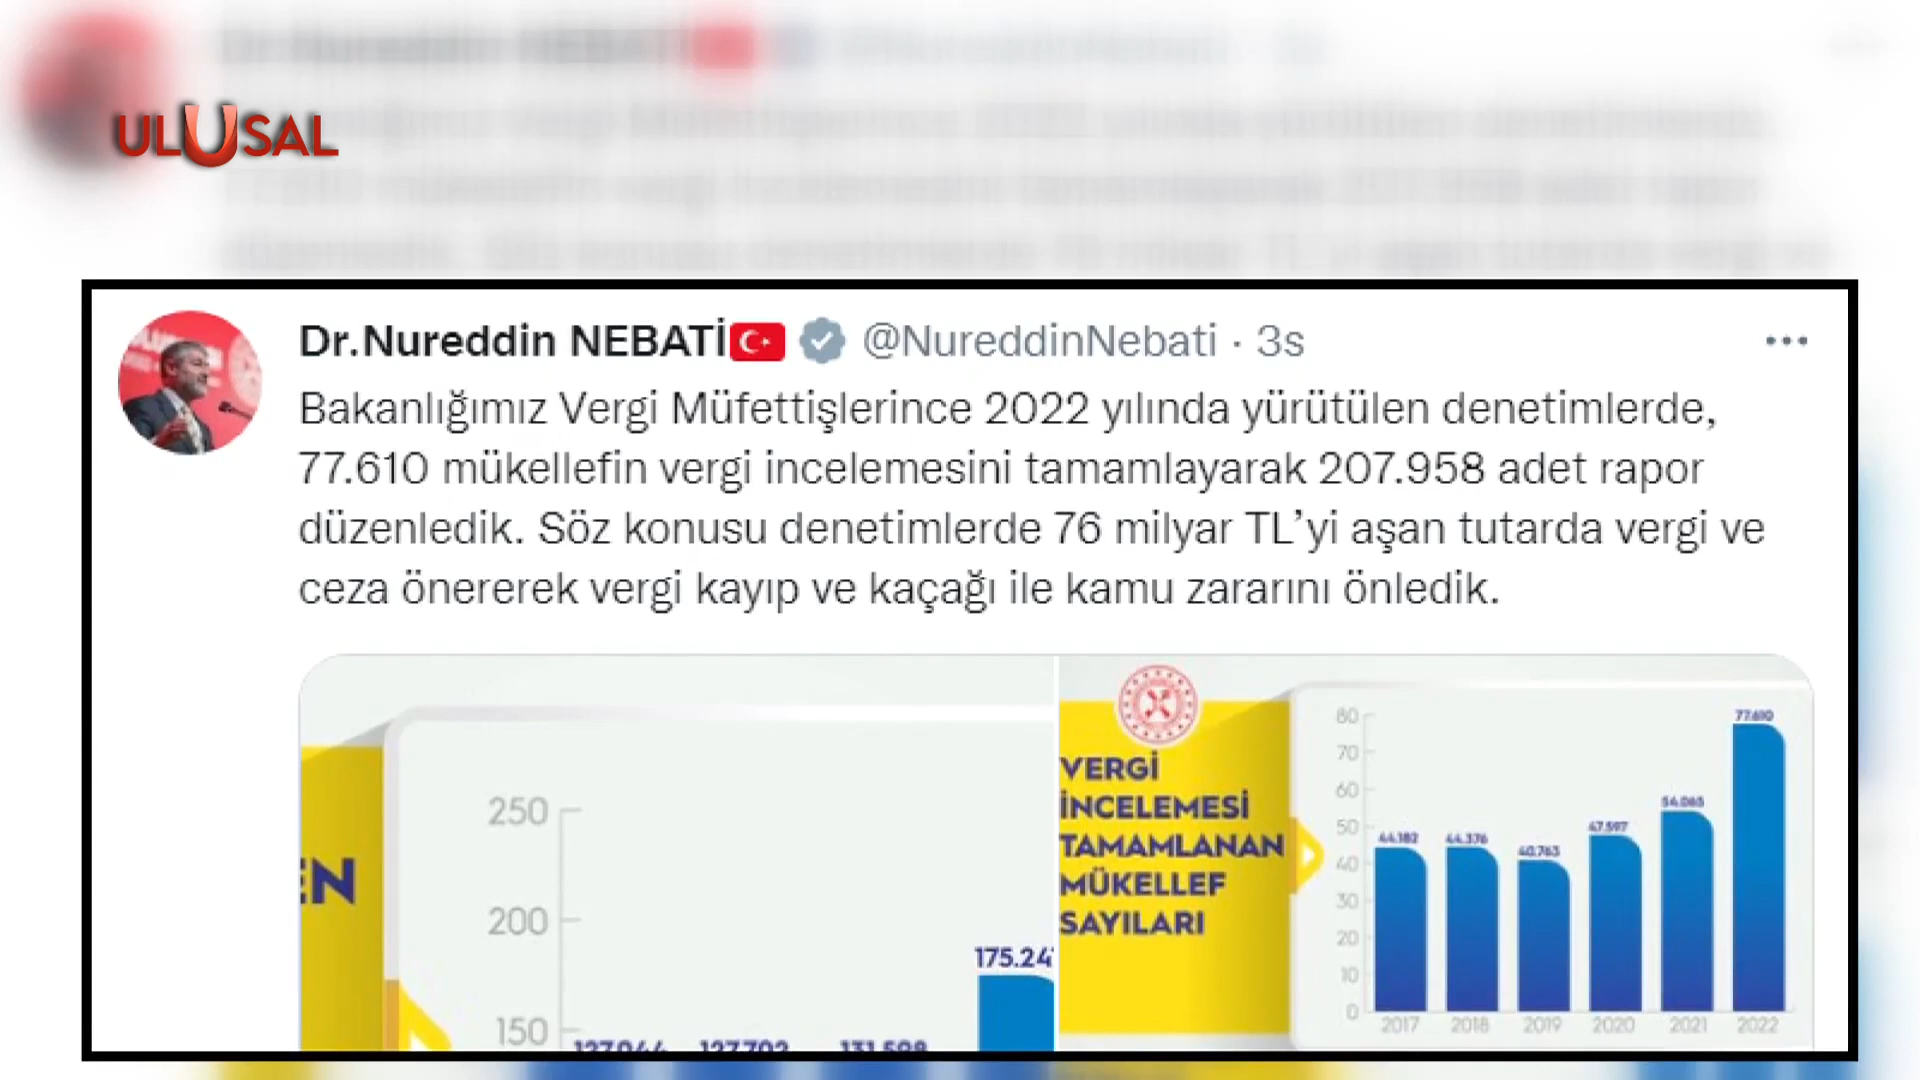 ULUSAL
Dr.Nureddin NEBATİ @NureddinNebati · 3s
Bakanlığımız Vergi Müfettişlerince 2022 yılında yürütülen denetimlerde,
77.610 mükellefin vergi incelemesini tamamlayarak 207.958 adet rapor
düzenledik. Söz konusu denetimlerde 76 milyar TL’yi aşan tutarda vergi ve
ceza önererek vergi kayıp ve kaçağı ile kamu zararını önledik.
EN
250
200
150
175.24
127.702
131.598
VERGİ
İNCELEMESİ
TAMAMLANAN
MÜKELLEF
SAYILARI
80
70
60
50
40
30
20
10
0
44.182
44.376
40.763
47.597
54.065
77.610
2017 2018 2019 2020 2021 2022